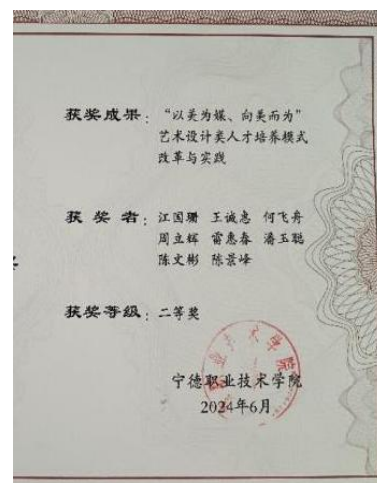 获奖成果：“以美为媒、向美而为”
艺术设计类人才培养模式
改革与实践
获奖者：江国珊 王诚惠 何飞舟
周立辉 雷惠春 潘玉聪
陈文彬 陈景峰
获奖等级：二等奖
宁德职业技术学院
2024年6月